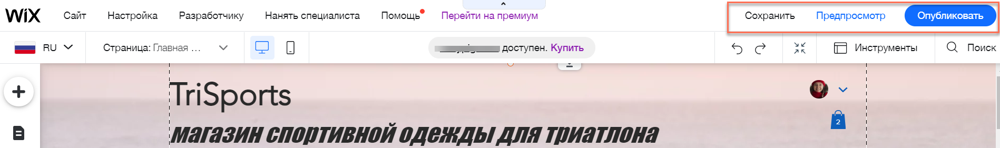 WiX Сайт Настройка Разработчику Нанять специалиста Помощь Перейти на премиум Сохранить Предпросмотр Опубликовать
RU Страница: Главная ... доступен. Купить Инструменты Поиск
TriSports
2
магазин спортивной одежды для триатлона